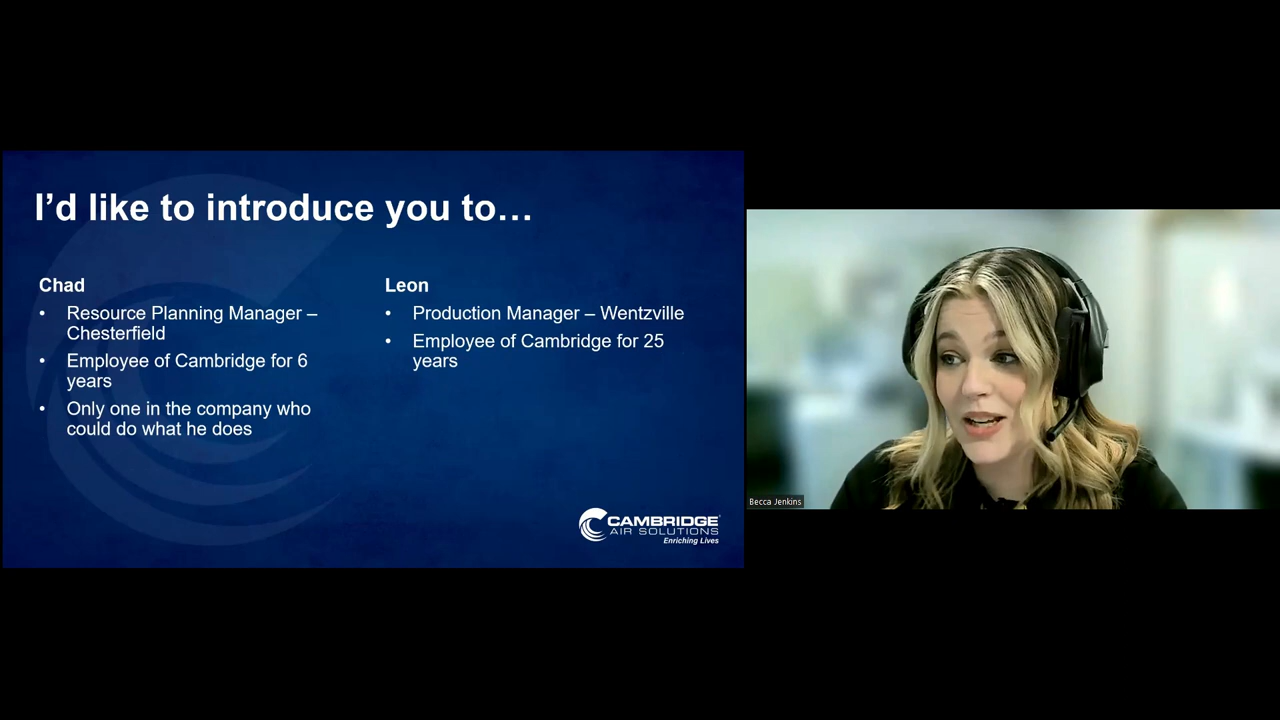 I'd like to introduce you to…
Chad
• Resource Planning Manager –
Chesterfield
• Employee of Cambridge for 6
years
• Only one in the company who
could do what he does
Leon
• Production Manager – Wentzville
• Employee of Cambridge for 25
years
CAMBRIDGE®
AIR SOLUTIONS
Enriching Lives
Becca Jenkins